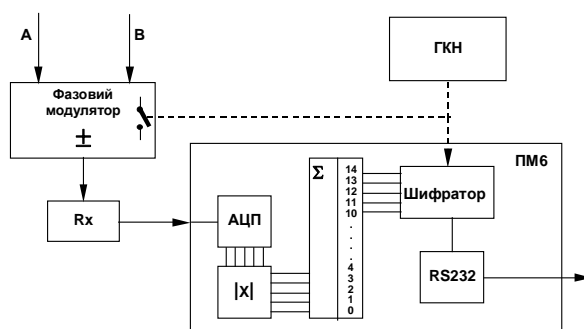 А
В
ГКН
Фазовий
модулятор
±
ПМ6
Σ
14
13
12
11
10
.
.
.
.
4
3
2
1
0
Шифратор
АЦП
Rx
|X|
RS232